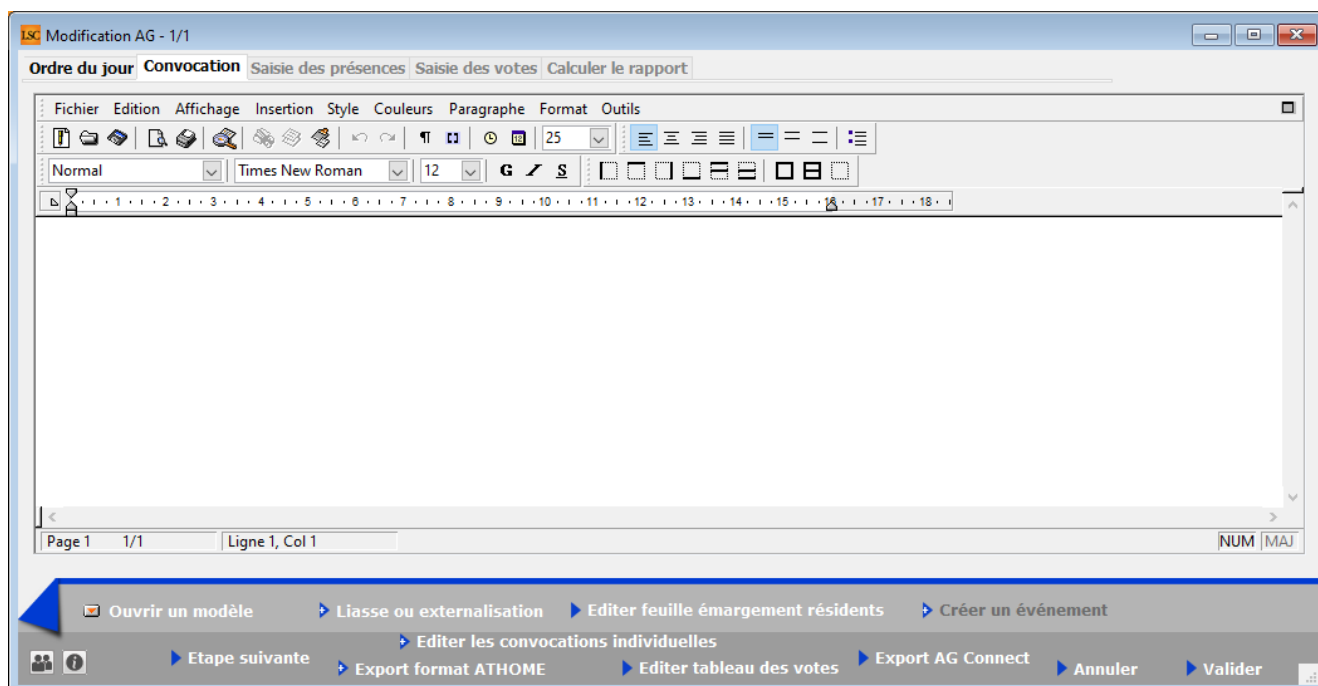 LSC Modification AG - 1/1
Ordre du jour Convocation Saisie des présences Saisie des votes Calculer le rapport
Fichier Edition Affichage Insertion Style Couleurs Paragraphe Format Outils
12 25
Normal Times New Roman 12 G I S
1 2 3 4 5 6 7 8 9 10 11 12 13 14 15 16 17 18
Page 1 1/1 Ligne 1, Col 1 NUM MAJ
Ouvrir un modèle Liasse ou externalisation Editer feuille émargement résidents Créer un événement
Editer les convocations individuelles
Etape suivante Export format ATHOME Editer tableau des votes Export AG Connect Annuler Valider